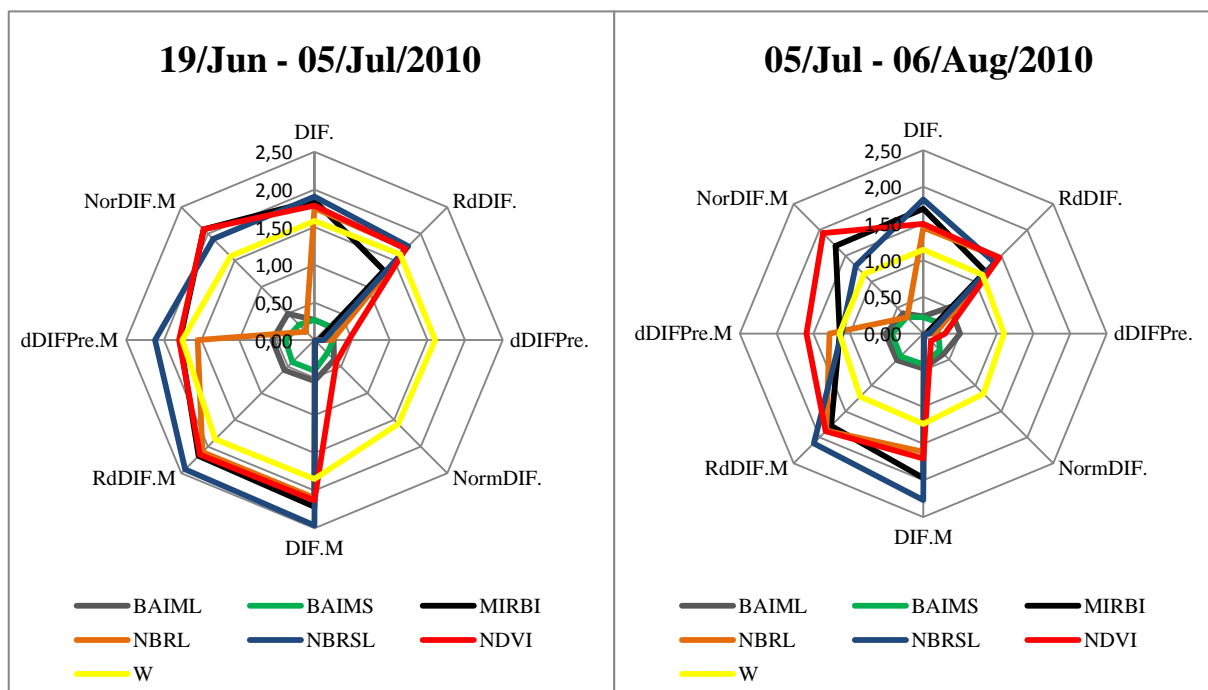 19/Jun - 05/Jul/2010
DIF.
2,50
2,00
1,50
1,00
0,50
0,00
RdDIF.
dDIFPre.
NormDIF.
DIF.M
RdDIF.M
dDIFPre.M
NorDIF.M
BAIML BAIMS MIRBI
NBRL NBRSL NDVI
W
05/Jul - 06/Aug/2010
DIF.
2,50
2,00
1,50
1,00
0,50
0,00
RdDIF.
dDIFPre.
NormDIF.
DIF.M
RdDIF.M
dDIFPre.M
NorDIF.M
BAIML BAIMS MIRBI
NBRL NBRSL NDVI
W